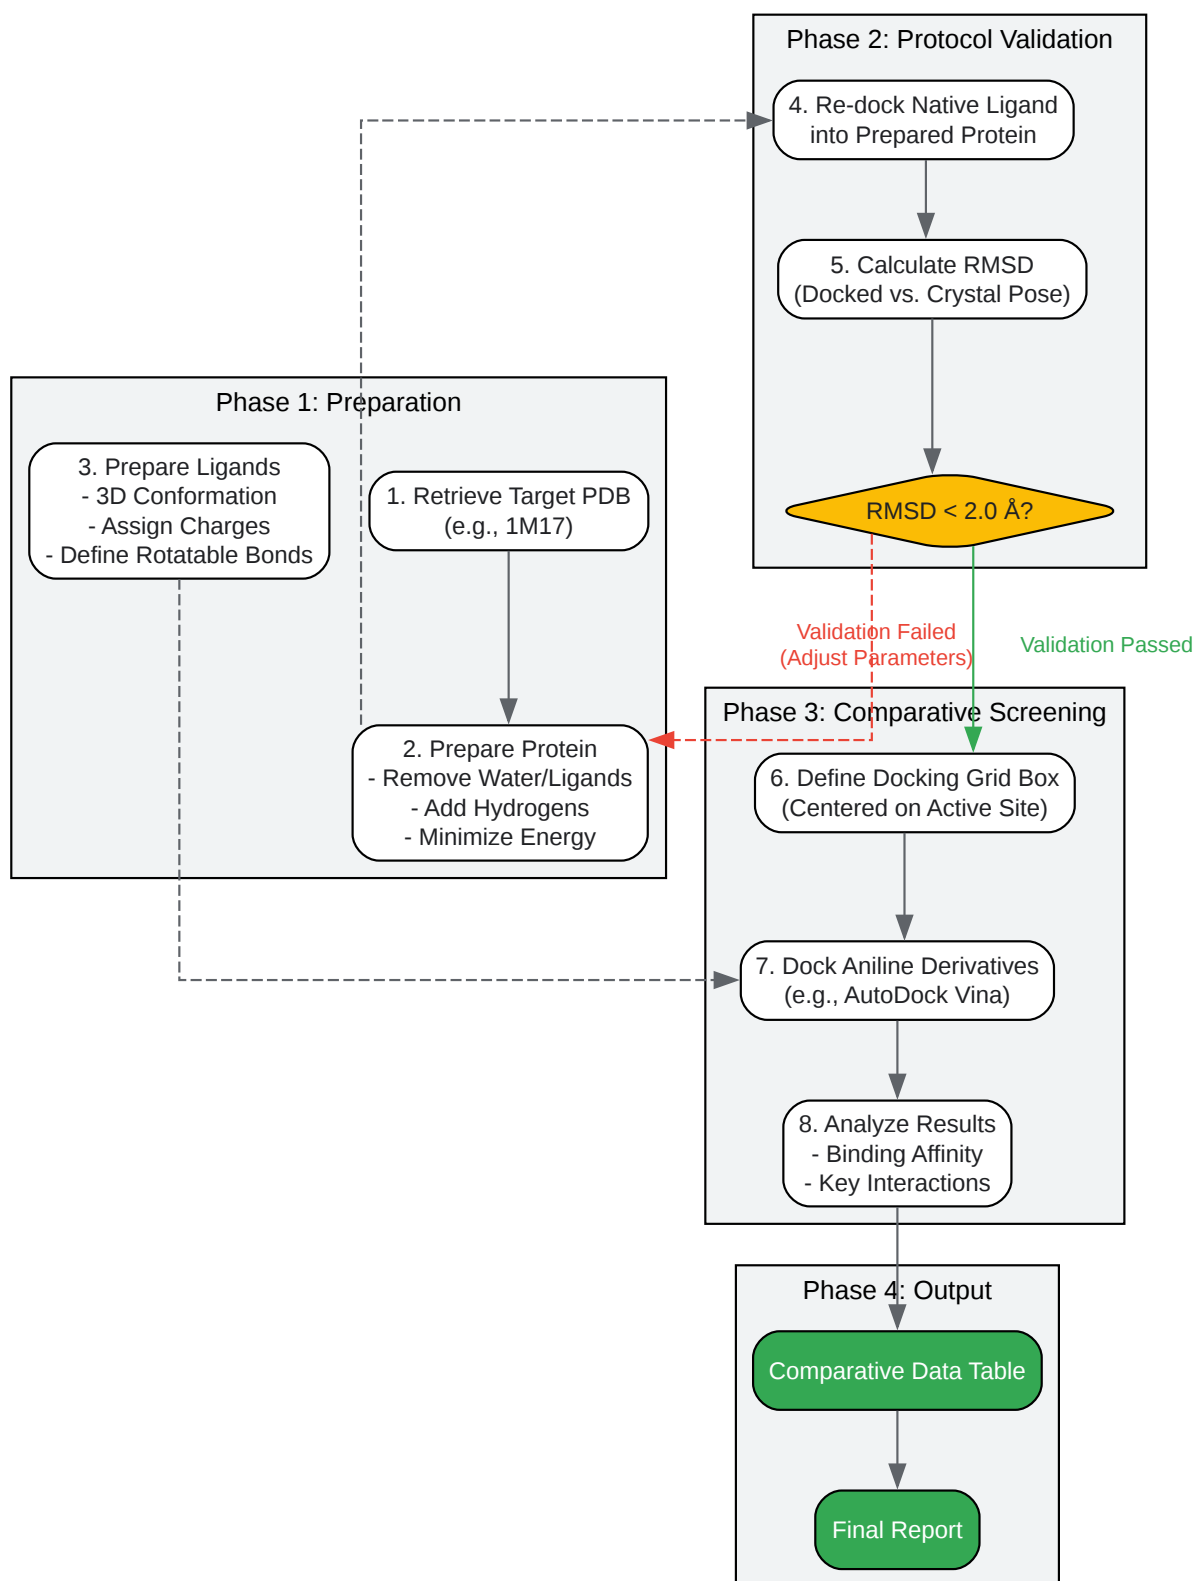 Phase 2: Protocol Validation
4. Re-dock Native Ligand
into Prepared Protein
5. Calculate RMSD
(Docked vs. Crystal Pose)
RMSD < 2.0 Å?
Phase 1: Preparation
3. Prepare Ligands
- 3D Conformation
- Assign Charges
- Define Rotatable Bonds
1. Retrieve Target PDB
(e.g., 1M17)
2. Prepare Protein
- Remove Water/Ligands
- Add Hydrogens
- Minimize Energy
Validation Failed
(Adjust Parameters)
Validation Passed
Phase 3: Comparative Screening
6. Define Docking Grid Box
(Centered on Active Site)
7. Dock Aniline Derivatives
(e.g., AutoDock Vina)
8. Analyze Results
- Binding Affinity
- Key Interactions
Phase 4: Output
Comparative Data Table
Final Report